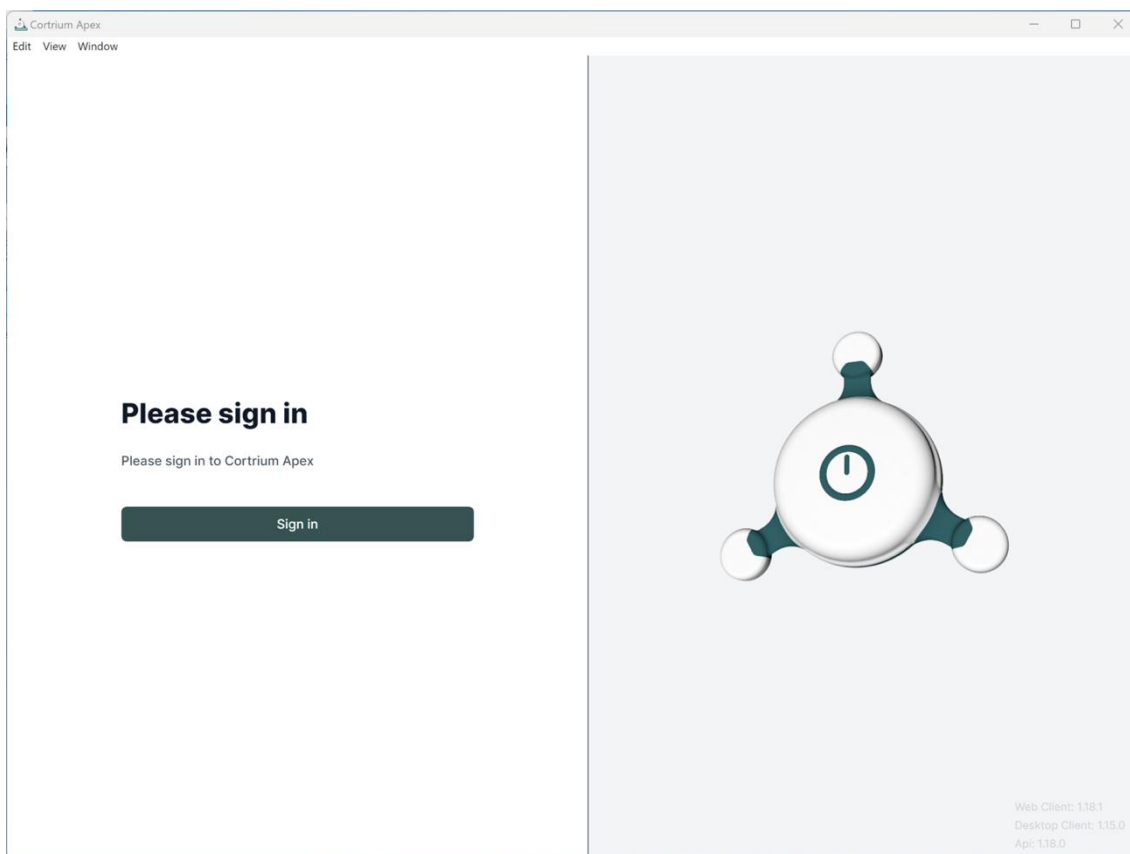 Cortrium Apex
Edit View Window
Please sign in
Please sign in to Cortrium Apex
Sign in
Web Client: 1.18.1
Desktop Client: 1.15.0
Api: 1.18.0